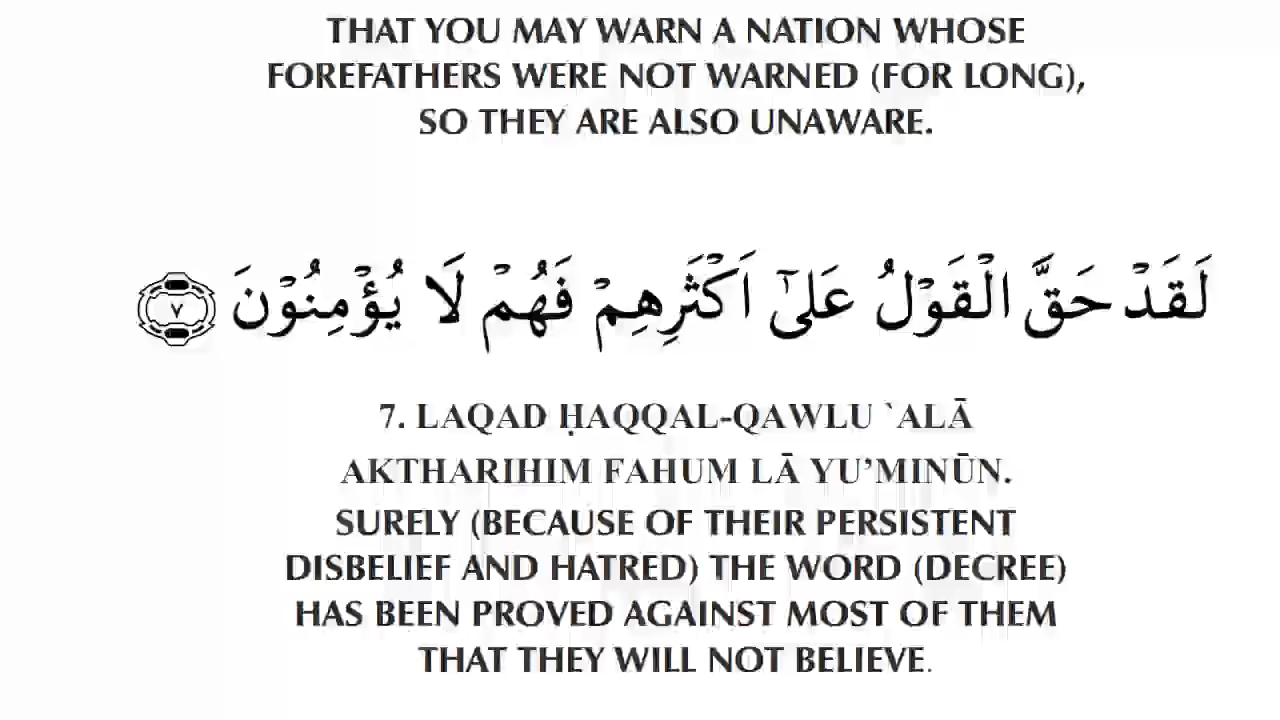 THAT YOU MAY WARN A NATION WHOSE
FOREFATHERS WERE NOT WARNED (FOR LONG),
SO THEY ARE ALSO UNAWARE.
لَقَدْ حَقَّ الْقَوْلُ عَلٰٓى اَكْثَرِهِمْ فَهُمْ لَا يُؤْمِنُوْنَ ٧
7. LAQAD ḤAQQAL-QAWLU `ALĀ
AKTHARIHIM FAHUM LĀ YU’MINŪN.
SURELY (BECAUSE OF THEIR PERSISTENT
DISBELIEF AND HATRED) THE WORD (DECREE)
HAS BEEN PROVED AGAINST MOST OF THEM
THAT THEY WILL NOT BELIEVE.